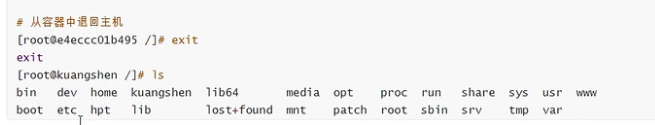 # 从容器中退回主机
[root@e4eccc01b495 /]# exit
exit
[root@kuangshen /]# ls
bin dev home kuangshen lib64 media opt proc run share sys usr www
boot etc hpt lib lost+found mnt patch root sbin srv tmp var